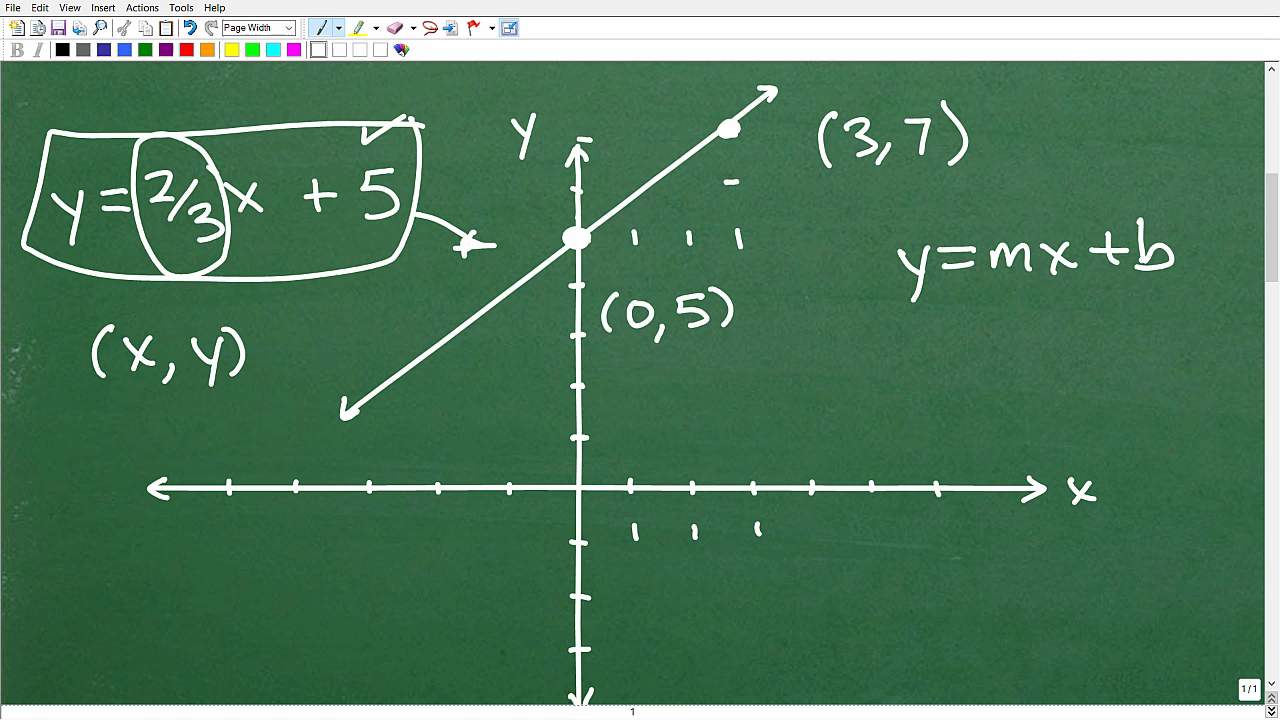 File Edit View Insert Actions Tools Help
Page Width
B I
y = 2/3 x + 5
y
(3,7)
y = mx + b
(0,5)
(x, y)
x
1/1
1